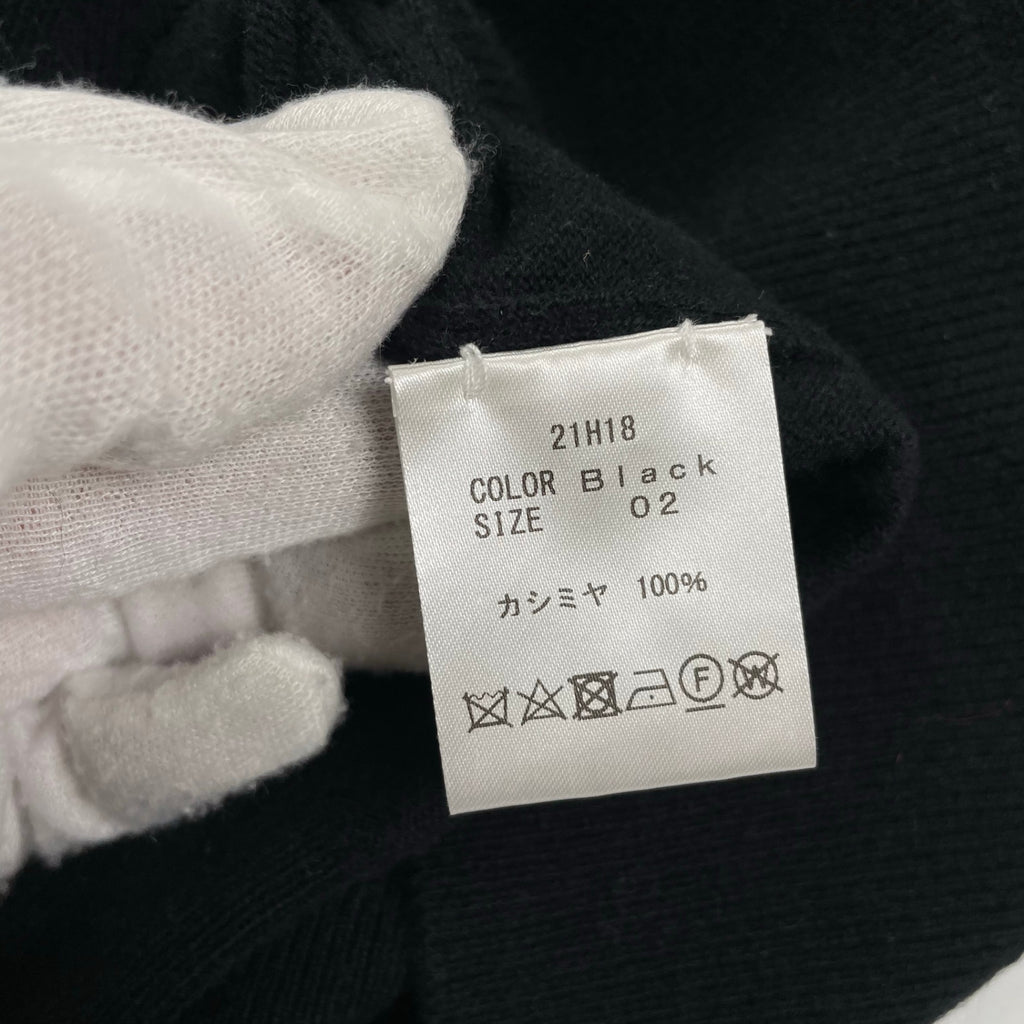 21H18
COLOR Black
SIZE 02
カシミヤ 100%
F W